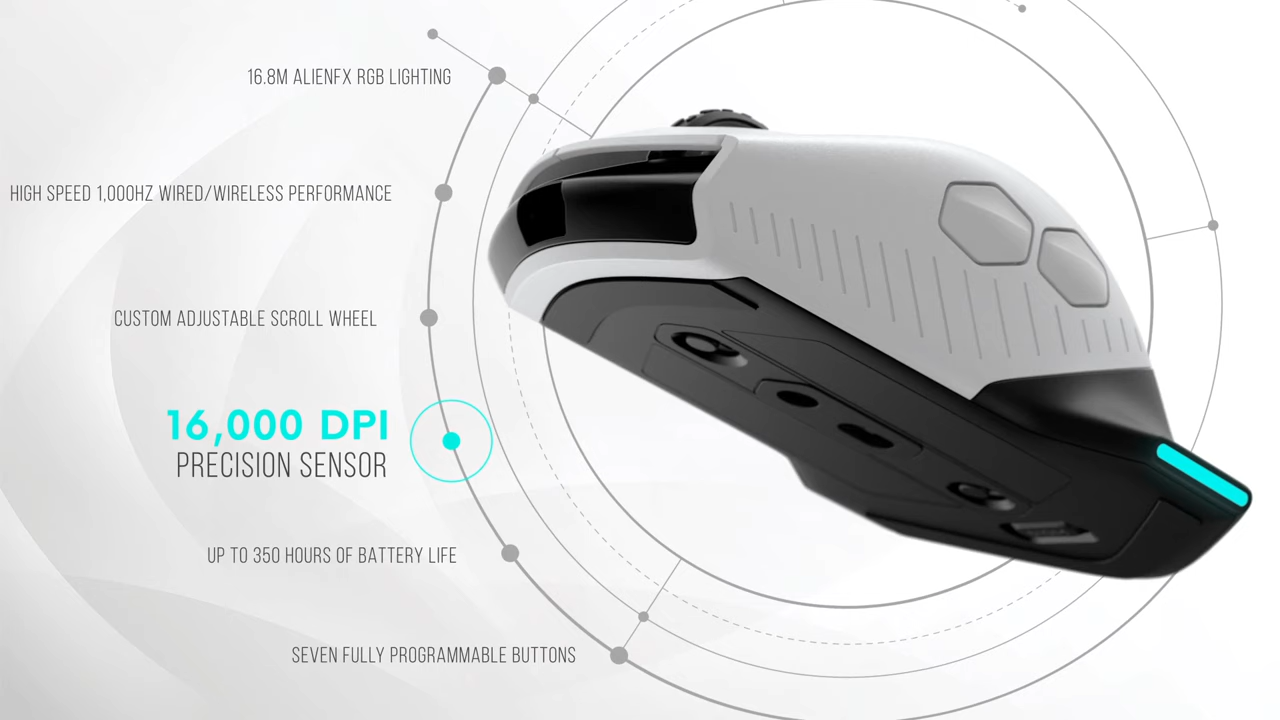 16.8M ALIENFX RGB LIGHTING
HIGH SPEED 1,000HZ WIRED/WIRELESS PERFORMANCE
CUSTOM ADJUSTABLE SCROLL WHEEL
16,000 DPI
PRECISION SENSOR
UP TO 350 HOURS OF BATTERY LIFE
SEVEN FULLY PROGRAMMABLE BUTTONS